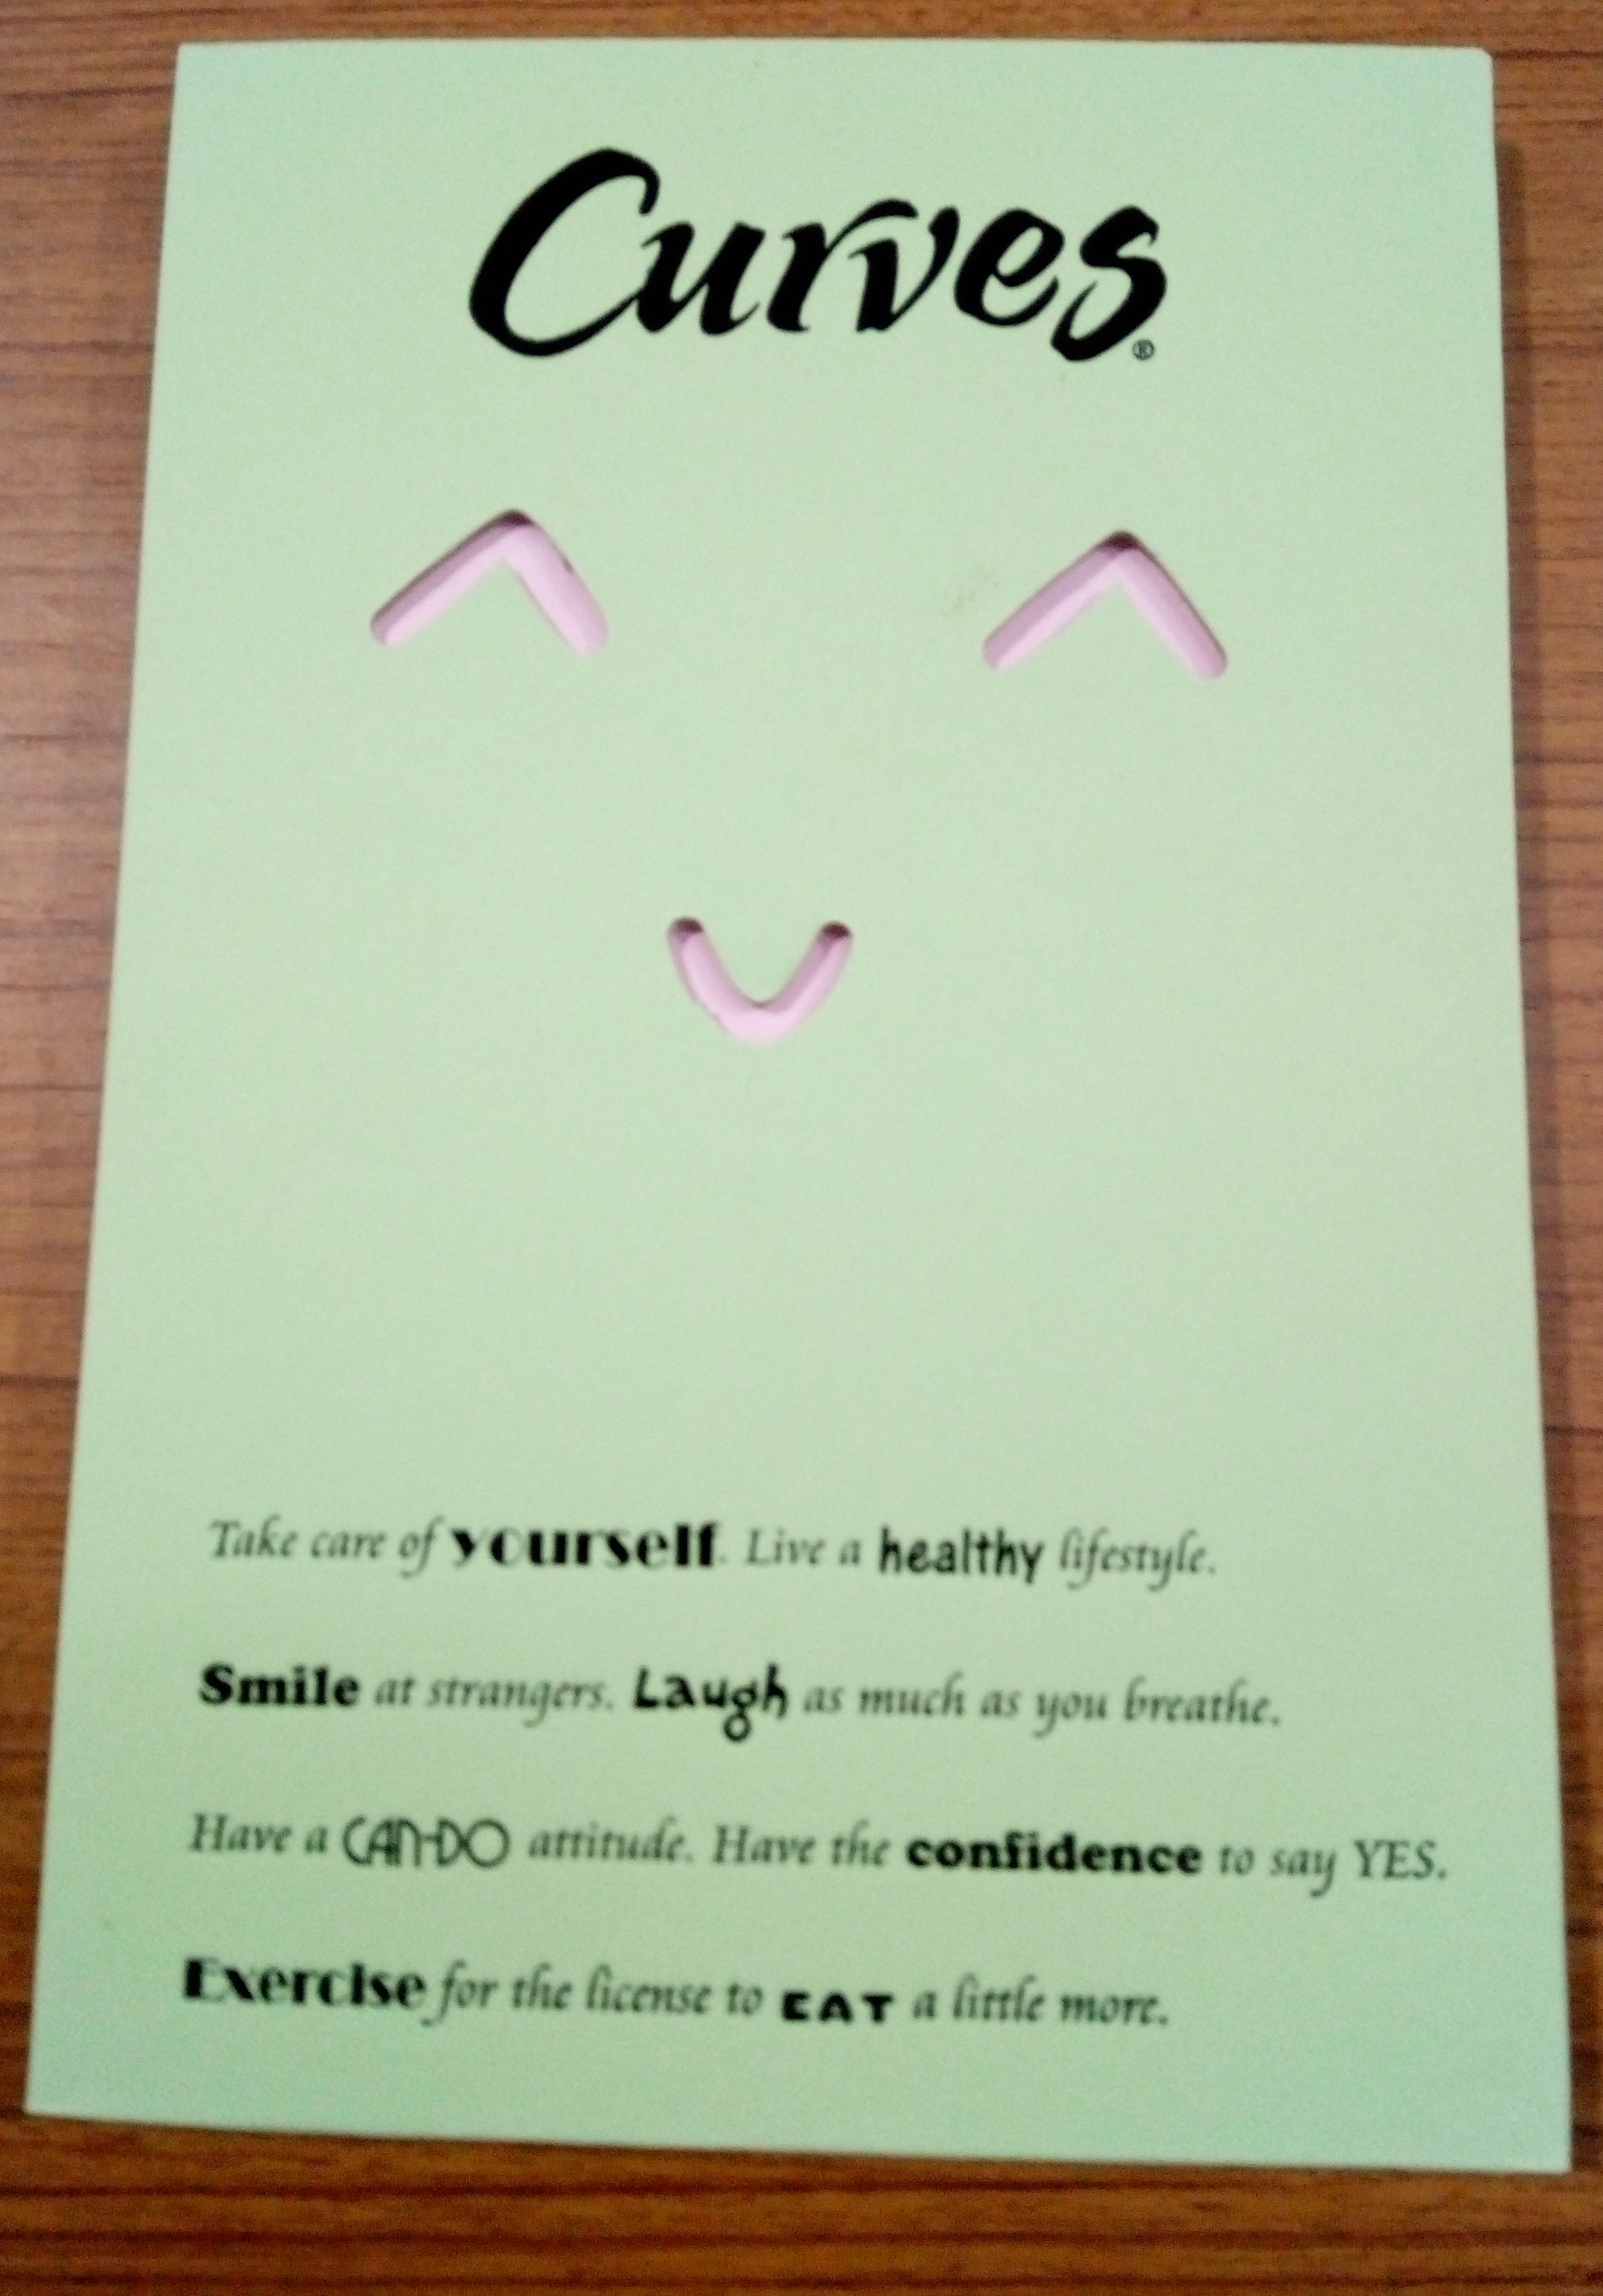 Curves®
Take care of yourself. Live a healthy lifestyle.
Smile at strangers. Laugh as much as you breathe.
Have a CAN-DO attitude. Have the confidence to say YES.
Exercise for the license to EAT a little more.